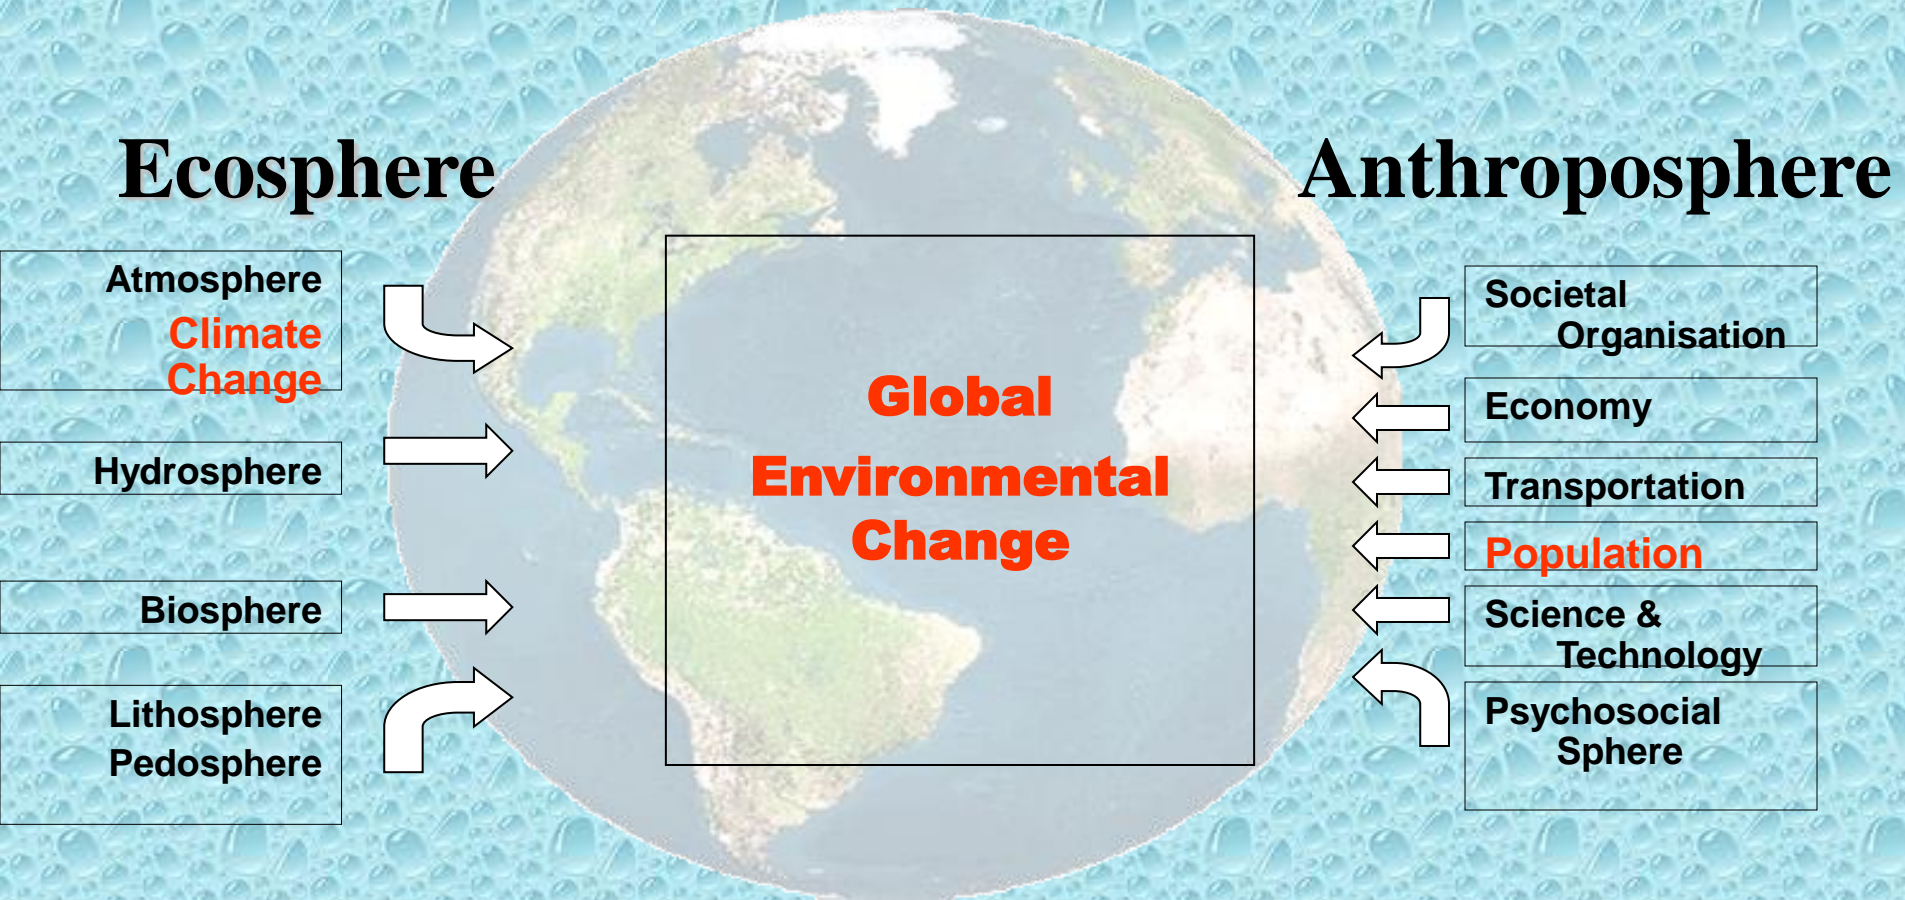 Ecosphere
Atmosphere
Climate
Change
Hydrosphere
Biosphere
Lithosphere
Pedosphere
Global
Environmental
Change
Anthroposphere
Societal
Organisation
Economy
Transportation
Population
Science &
Technology
Psychosocial
Sphere